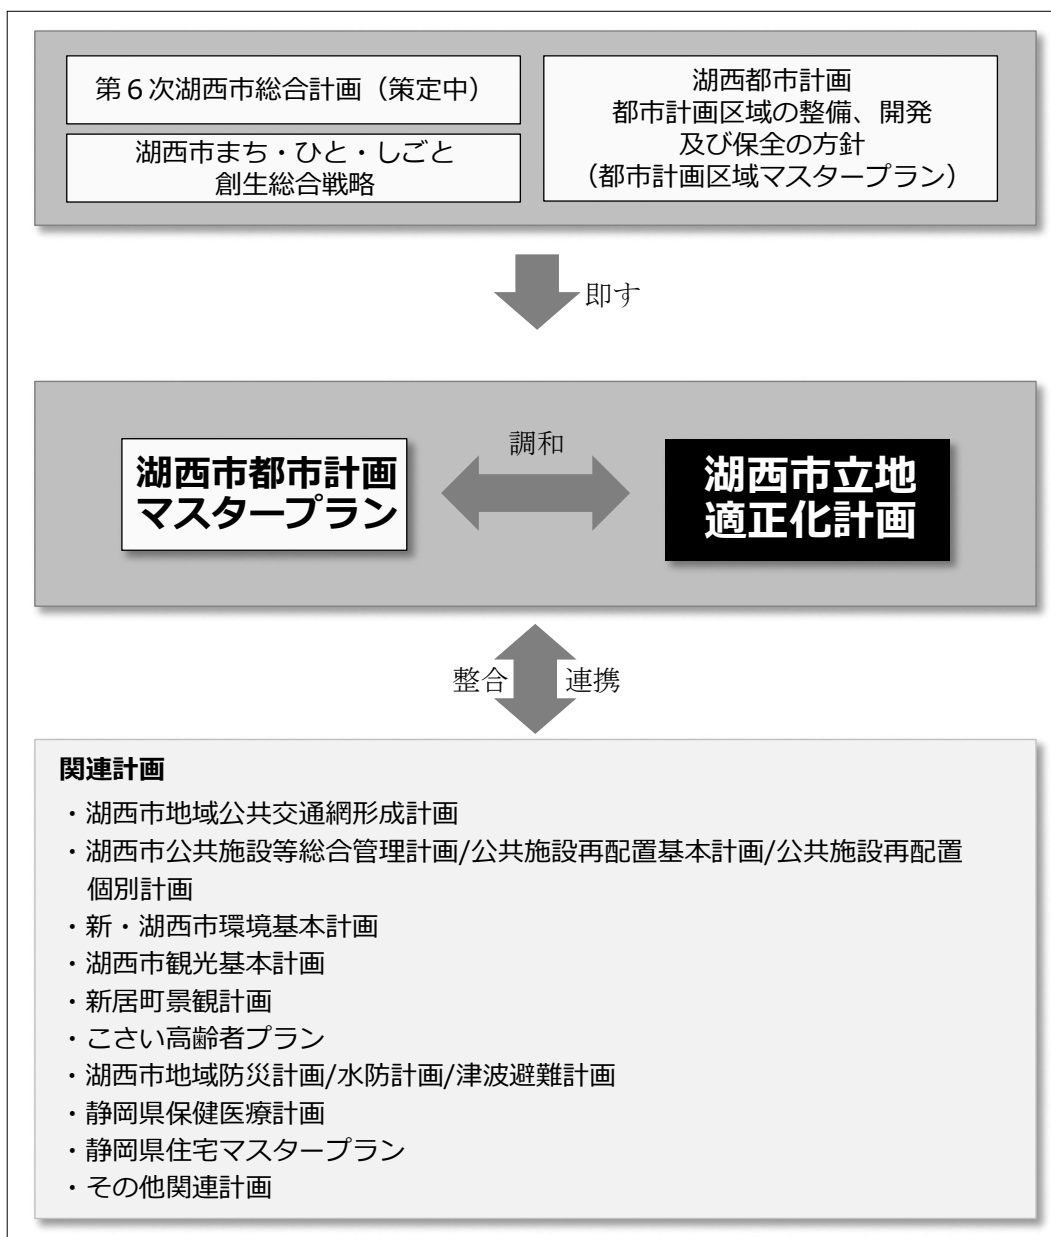 第６次湖西市総合計画（策定中）
湖西市まち・ひと・しごと
創生総合戦略
湖西都市計画
都市計画区域の整備、開発
及び保全の方針
（都市計画区域マスタープラン）
即す
湖西市都市計画
マスタープラン
調和
湖西市立地
適正化計画
整合
連携
関連計画
・湖西市地域公共交通網形成計画
・湖西市公共施設等総合管理計画/公共施設再配置基本計画/公共施設再配置
個別計画
・新・湖西市環境基本計画
・湖西市観光基本計画
・新居町景観計画
・こさい高齢者プラン
・湖西市地域防災計画/水防計画/津波避難計画
・静岡県保健医療計画
・静岡県住宅マスタープラン
・その他関連計画